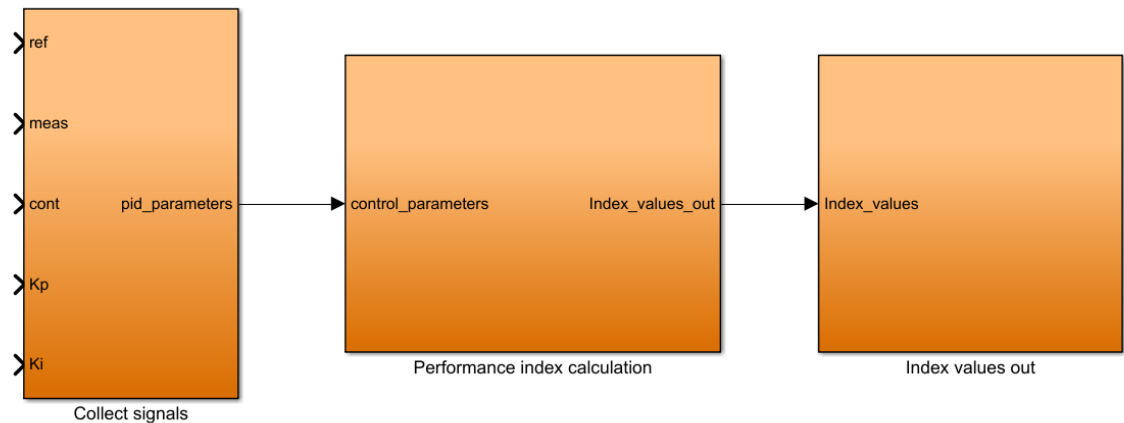 ref
meas
cont
pid_parameters
Kp
Ki
Collect signals
control_parameters
Index_values_out
Performance index calculation
Index_values
Index values out